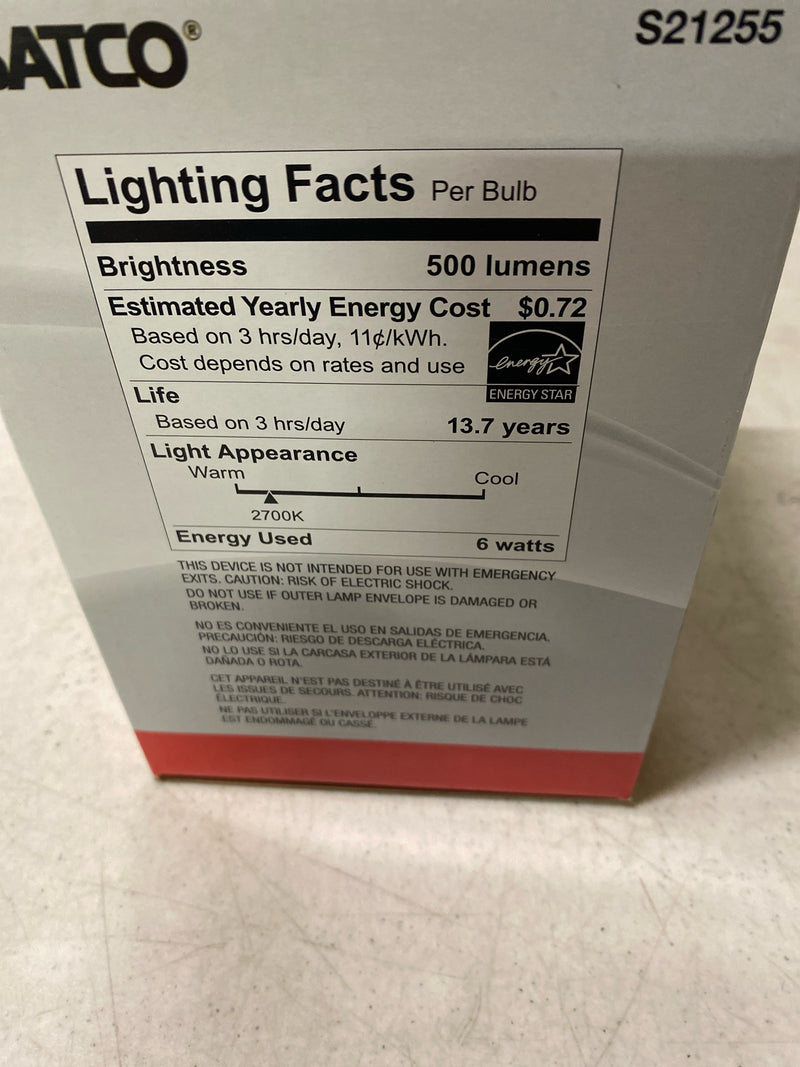 SATCO® S21255
Lighting Facts Per Bulb
Brightness 500 lumens
Estimated Yearly Energy Cost $0.72
Based on 3 hrs/day, 11¢/kWh.
Cost depends on rates and use
energy
ENERGY STAR
Life
Based on 3 hrs/day 13.7 years
Light Appearance
Warm Cool
2700K
Energy Used 6 watts
THIS DEVICE IS NOT INTENDED FOR USE WITH EMERGENCY
EXITS. CAUTION: RISK OF ELECTRIC SHOCK.
DO NOT USE IF OUTER LAMP ENVELOPE IS DAMAGED OR
BROKEN.
NO ES CONVENIENTE EL USO EN SALIDAS DE EMERGENCIA.
PRECAUCIÓN: RIESGO DE DESCARGA ELÉCTRICA.
NO LO USE SI LA CARCASA EXTERIOR DE LA LÁMPARA ESTÁ
DAÑADA O ROTA.
CET APPAREIL N'EST PAS DESTINÉ À ÊTRE UTILISÉ AVEC
LES ISSUES DE SECOURS. ATTENTION: RISQUE DE CHOC
ÉLECTRIQUE.
NE PAS UTILISER SI L'ENVELOPPE EXTERNE DE LA LAMPE
EST ENDOMMAGÉ OU CASSÉ.